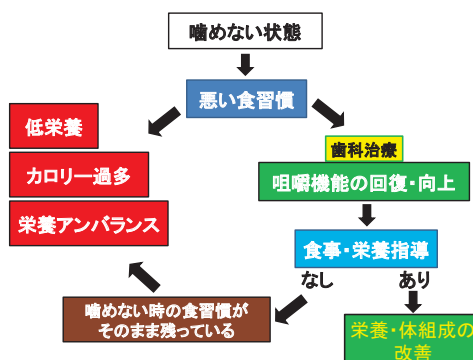 噛めない状態
悪い食習慣
低栄養
カロリー過多
栄養アンバランス
歯科治療
咀嚼機能の回復・向上
食事・栄養指導
なし
あり
噛めない時の食習慣が
そのまま残っている
栄養・体組成の
改善